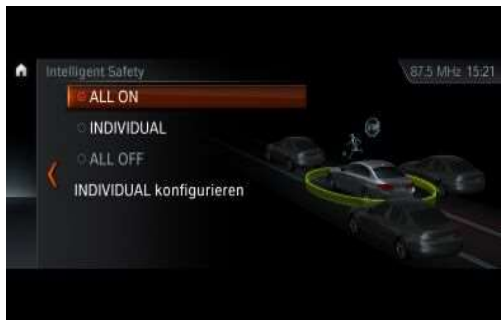 Intelligent Safety
87.5 MHz 15:21
ALL ON
INDIVIDUAL
ALL OFF
INDIVIDUAL konfigurieren